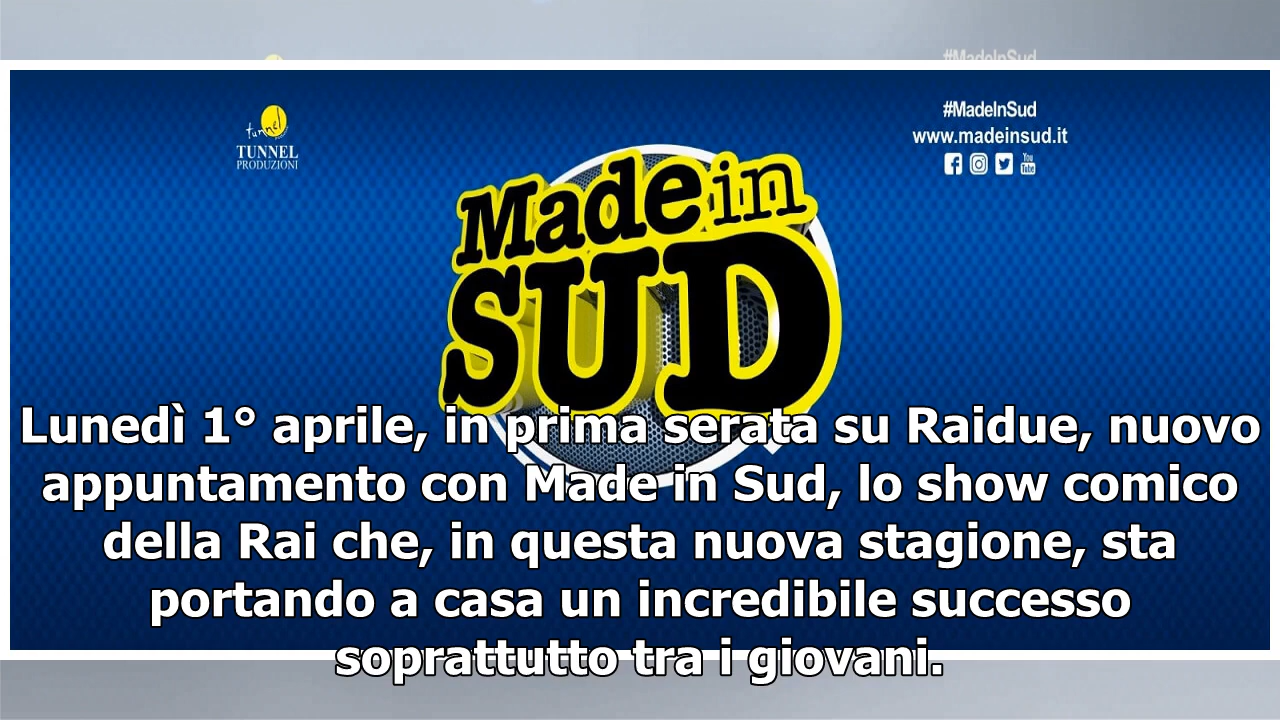 #MadeInSud
#MadeInSud
www.madeinsud.it
You
Tube
tunnel
TUNNEL
PRODUZIONI
Made in
SUD
Lunedì 1° aprile, in prima serata su Raidue, nuovo
appuntamento con Made in Sud, lo show comico
della Rai che, in questa nuova stagione, sta
portando a casa un incredibile successo
soprattutto tra i giovani.